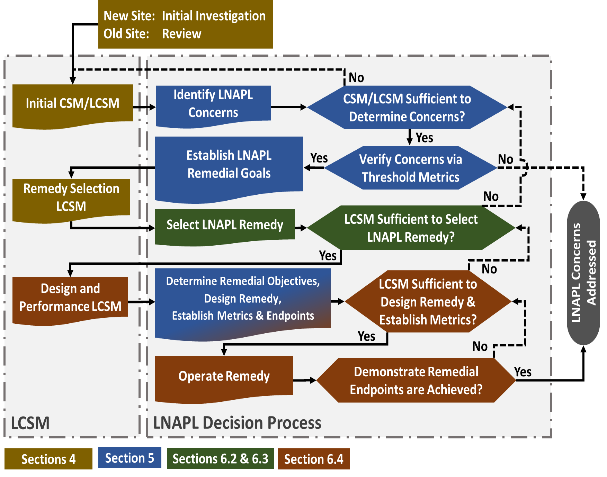 New Site: Initial Investigation
Old Site: Review
No
Initial CSM/LCSM
Identify LNAPL
Concerns
CSM/LCSM Sufficient to
Determine Concerns?
Yes
Establish LNAPL
Remedial Goals
Yes
Verify Concerns via
Threshold Metrics
No
Remedy Selection
LCSM
No
Select LNAPL Remedy
LCSM Sufficient to Select
LNAPL Remedy?
LNAPL Concerns
Addressed
Yes
No
Design and
Performance LCSM
Determine Remedial Objectives,
Design Remedy,
Establish Metrics & Endpoints
LCSM Sufficient to
Design Remedy &
Establish Metrics?
Yes
No
Operate Remedy
Demonstrate Remedial
Endpoints are Achieved?
Yes
LCSM
LNAPL Decision Process
Sections 4
Section 5
Sections 6.2 & 6.3
Section 6.4